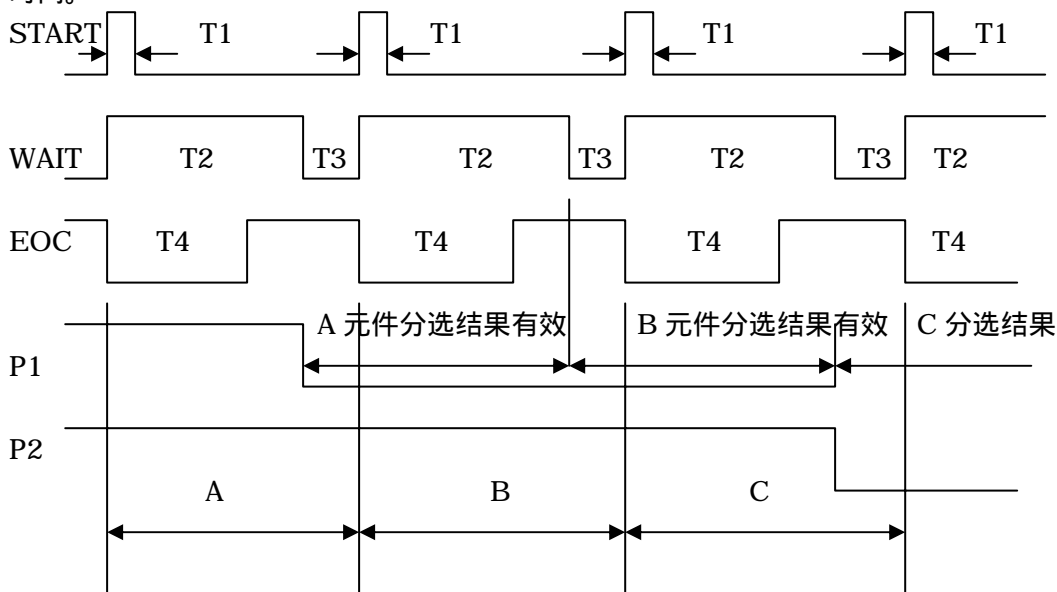 START T1 T1 T1 T1
WAIT T2 T3 T2 T3 T2 T3 T2
EOC T4 T4 T4 T4
A 元件分选结果有效 B 元件分选结果有效 C 分选结果
P1
P2
A B C